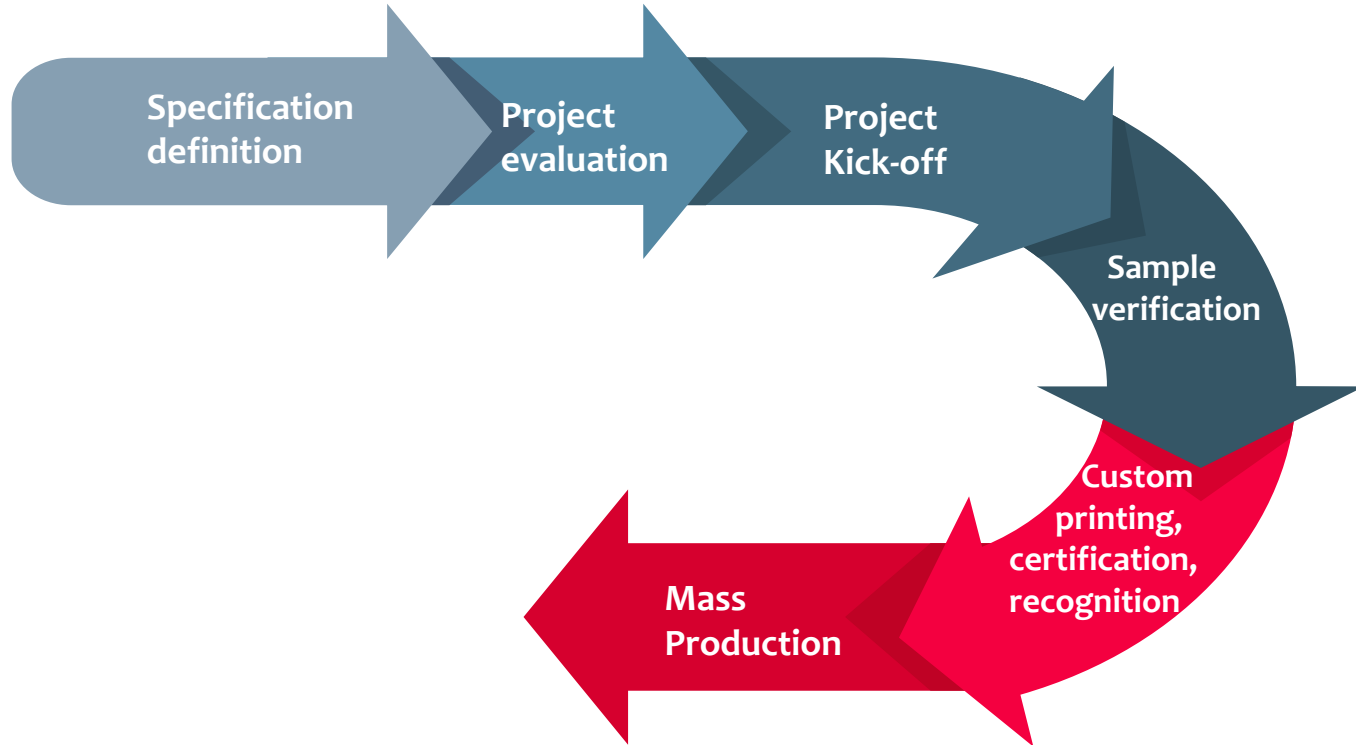 Specification
definition
Project
evaluation
Project
Kick-off
Sample
verification
Custom
printing,
certification,
recognition
Mass
Production